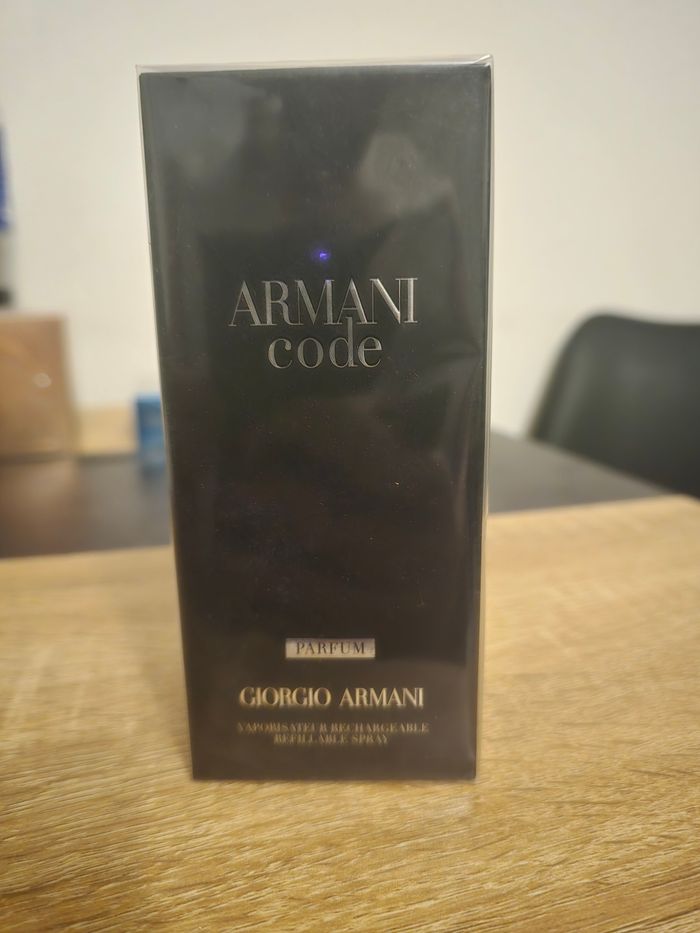 ARMANI
code
PARFUM
GIORGIO ARMANI
VAPORISATEUR RECHARGEABLE
REFILLABLE SPRAY